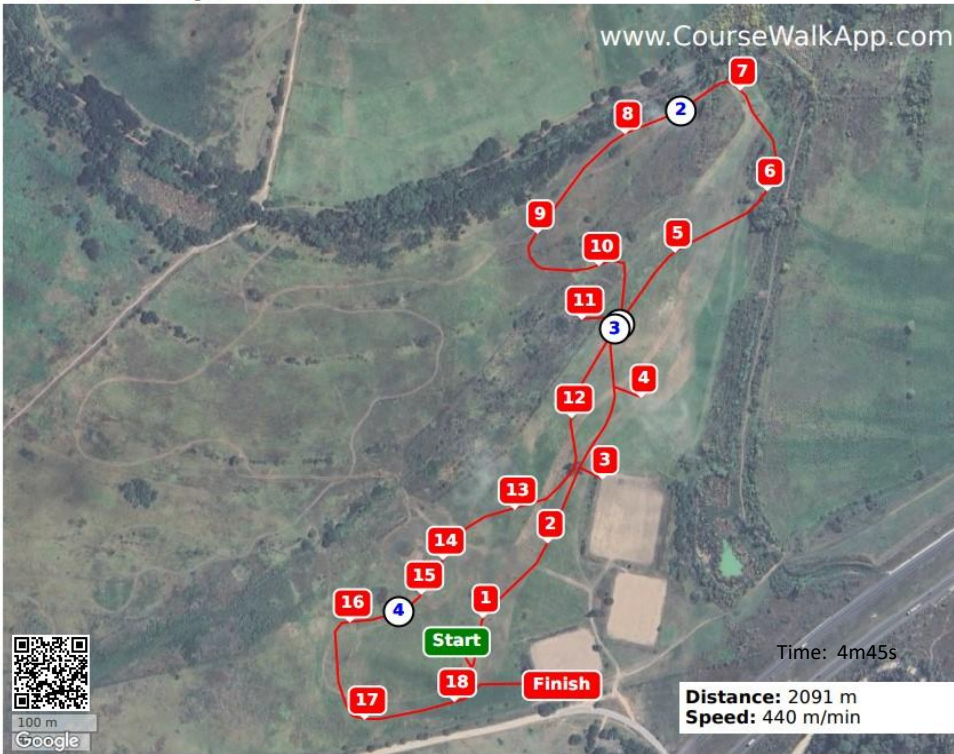 www.CourseWalkApp.com
7
2
8
6
9
5
10
11
3
4
12
3
13
2
14
15
1
16
4
Start
18
Finish
17
Time: 4m45s
Distance: 2091 m
Speed: 440 m/min
100 m
Google